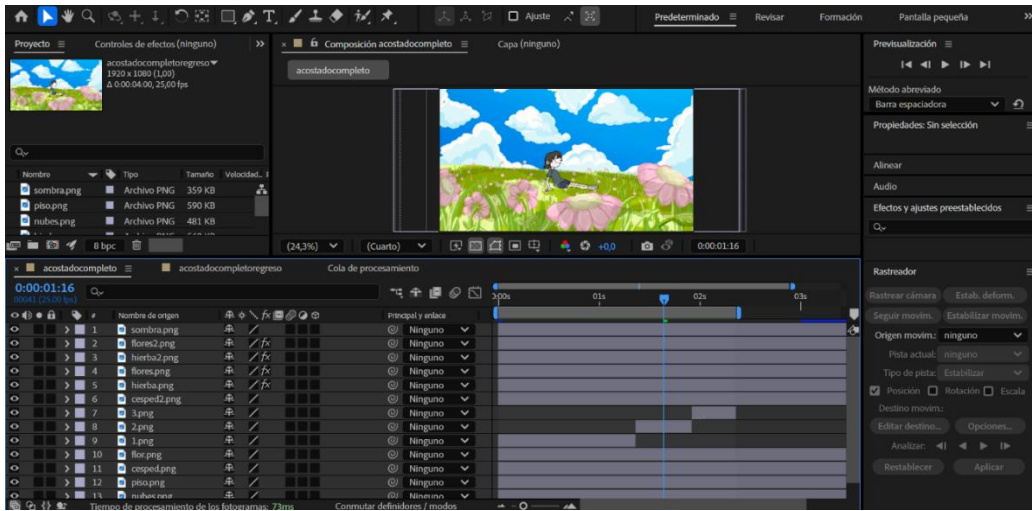 Ajuste
Predeterminado
Revisar
Formación
Pantalla pequeña
Proyecto
Controles de efectos (ninguno)
Composición acostadocompleto
Capa (ninguno)
Previsualización
acostadocompletoregreso
1920 x 1080 (1,00)
Δ 0:00:04:00, 25,00 fps
acostadocompleto
Método abreviado
Barra espaciadora
Propiedades: Sin selección
Nombre
Tipo
Tamaño
Velocidad...
sombra.png
Archivo PNG
359 KB
piso.png
Archivo PNG
590 KB
nubes.png
Archivo PNG
481 KB
8 bpc
(24,3%)
(Cuarto)
+0,0
0:00:01:16
Alinear
Audio
Efectos y ajustes preestablecidos
acostadocompleto
acostadocompletoregreso
Cola de procesamiento
0:00:01:16
00041 (25.00 fps)
#
Nombre de origen
Principal y enlace
01s
02s
03s
1 sombra.png Ninguno
2 flores2.png Ninguno
3 hierba2.png Ninguno
4 flores.png Ninguno
5 hierba.png Ninguno
6 cesped2.png Ninguno
7 3.png Ninguno
8 2.png Ninguno
9 1.png Ninguno
10 flor.png Ninguno
11 cesped.png Ninguno
12 piso.png Ninguno
13 nubes.png Ninguno
Tiempo de procesamiento de los fotogramas: 73ms
Conmutar definidores / modos
Rastreador
Rastrear cámara
Estab. deform.
Seguir movim.
Estabilizar movim.
Origen movim.: ninguno
Pista actual: ninguno
Tipo de pista: Estabilizar
Posición
Rotación
Escala
Destino movim.:
Editar destino...
Opciones...
Analizar:
Restablecer
Aplicar